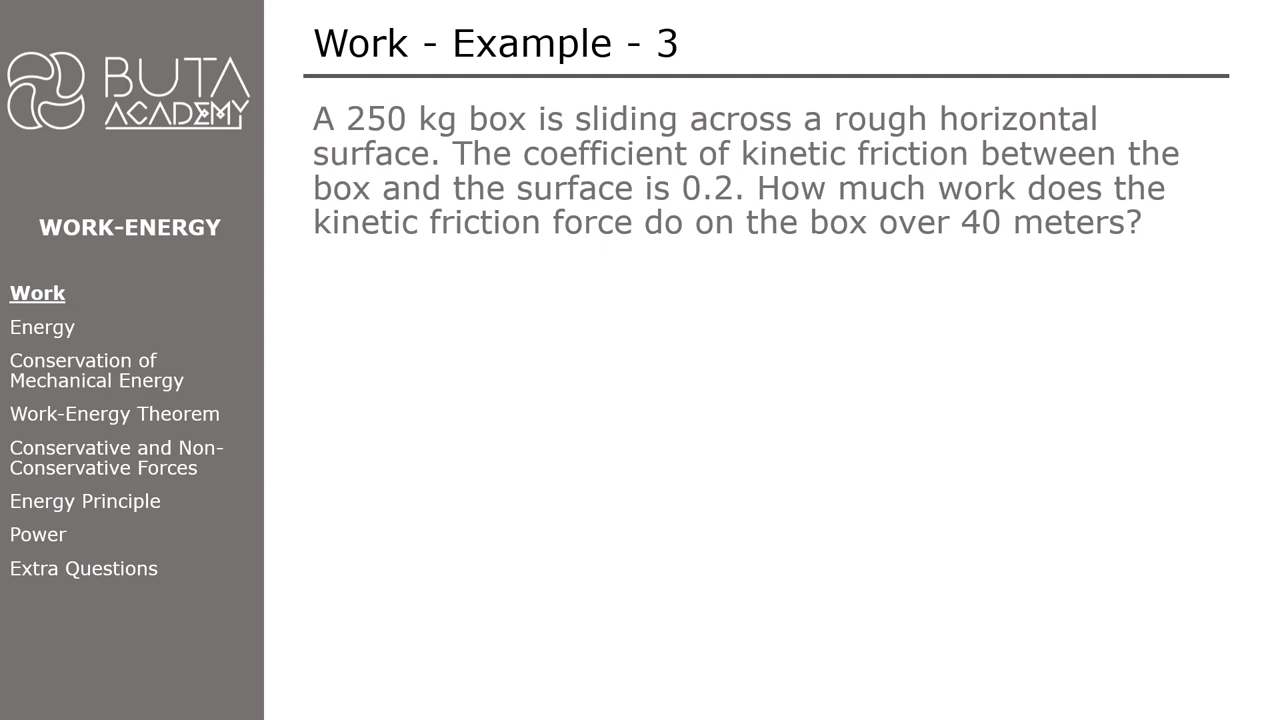 BUTA
ACADEMY
WORK-ENERGY
Work
Energy
Conservation of
Mechanical Energy
Work-Energy Theorem
Conservative and Non-
Conservative Forces
Energy Principle
Power
Extra Questions
Work - Example - 3
A 250 kg box is sliding across a rough horizontal
surface. The coefficient of kinetic friction between the
box and the surface is 0.2. How much work does the
kinetic friction force do on the box over 40 meters?